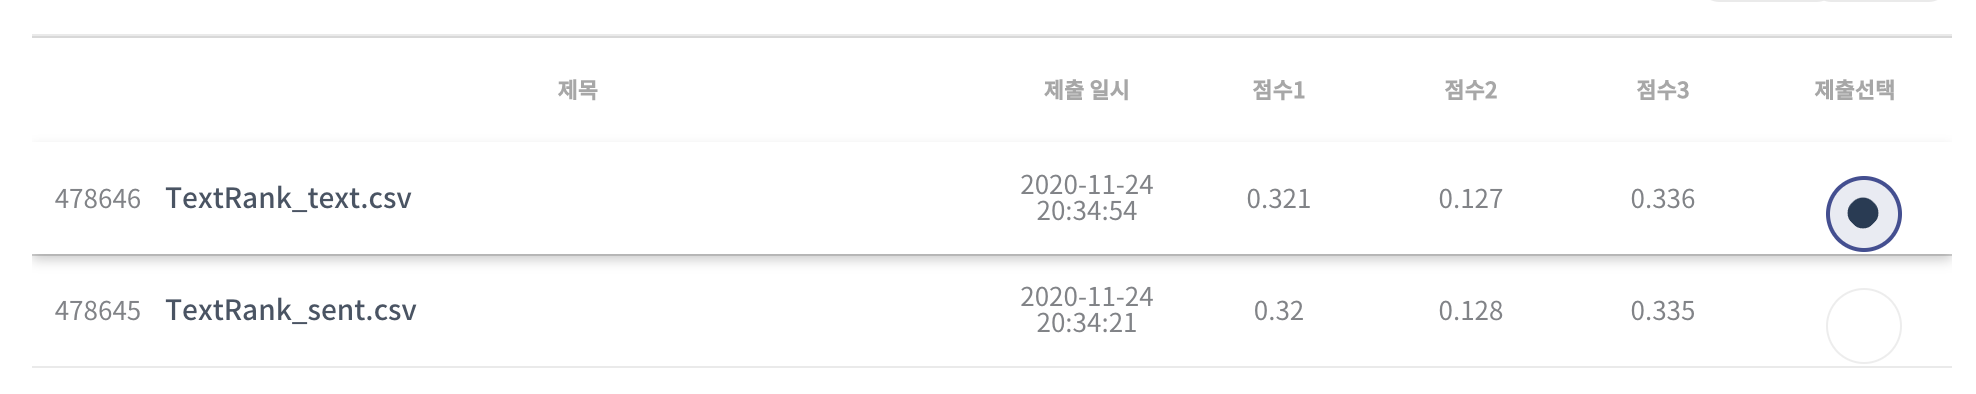 제목 제출 일시 점수1 점수2 점수3 제출선택
478646 TextRank_text.csv 2020-11-24 20:34:54 0.321 0.127 0.336
478645 TextRank_sent.csv 2020-11-24 20:34:21 0.32 0.128 0.335